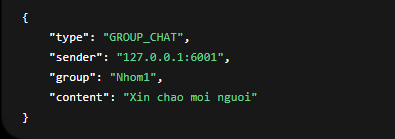 {
    "type": "GROUP_CHAT",
    "sender": "127.0.0.1:6001",
    "group": "Nhom1",
    "content": "Xin chao moi nguoi"
}